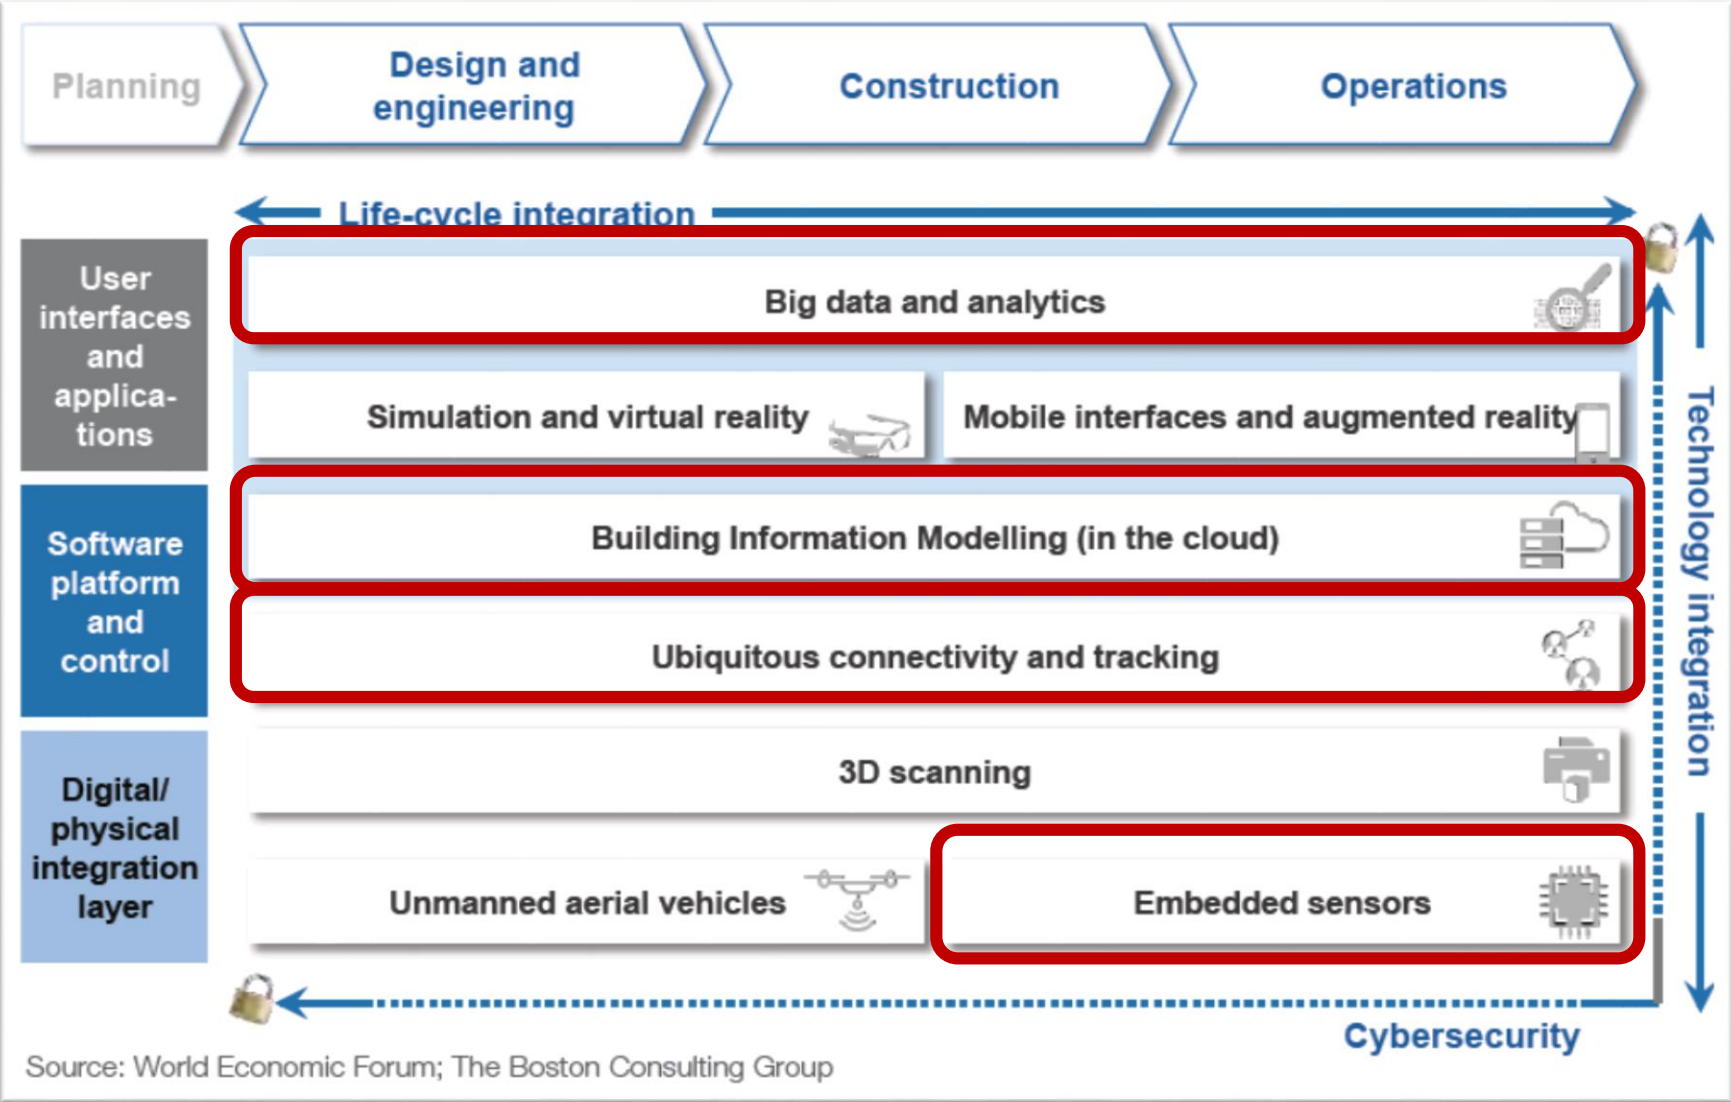 Planning
Design and
engineering
Construction
Operations
Life-cycle integration
User
interfaces
and
applica-
tions
Big data and analytics
Simulation and virtual reality
Mobile interfaces and augmented reality
Software
platform
and
control
Building Information Modelling (in the cloud)
Ubiquitous connectivity and tracking
Digital/
physical
integration
layer
3D scanning
Unmanned aerial vehicles
Embedded sensors
Technology integration
Cybersecurity
Source: World Economic Forum; The Boston Consulting Group